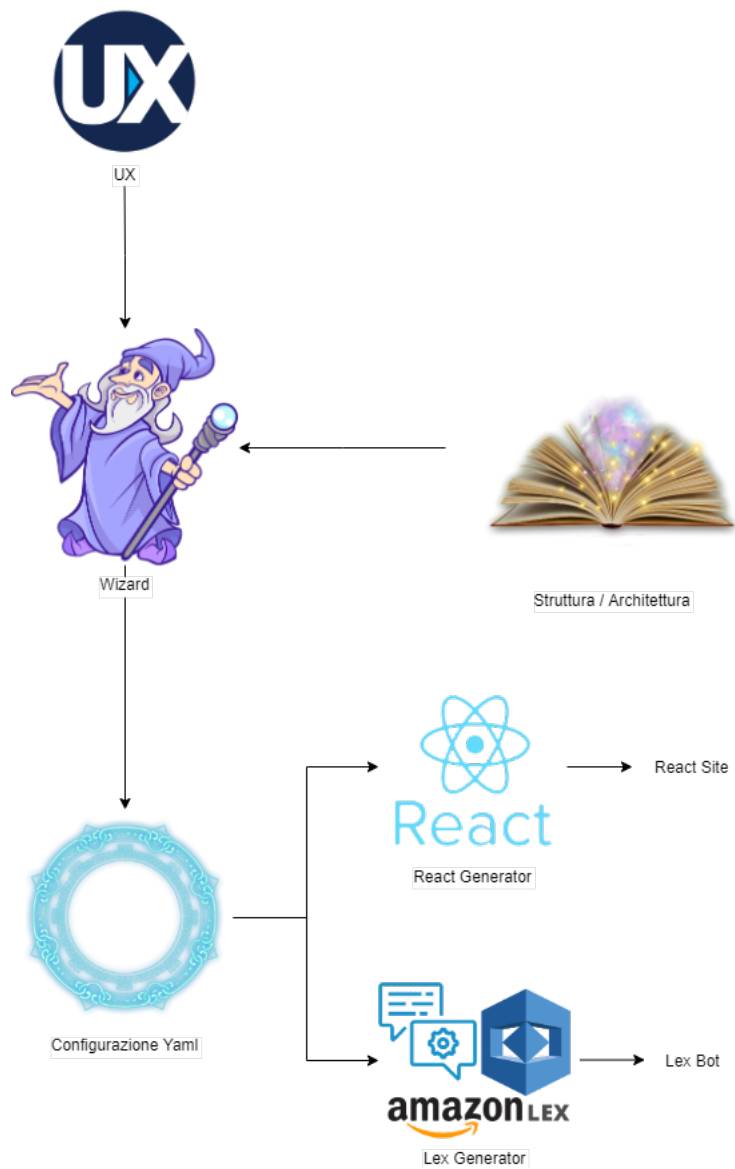 UX
UX
Wizard
Struttura / Architettura
React
React Site
React Generator
Configurazione Yaml
amazon LEX
Lex Bot
Lex Generator